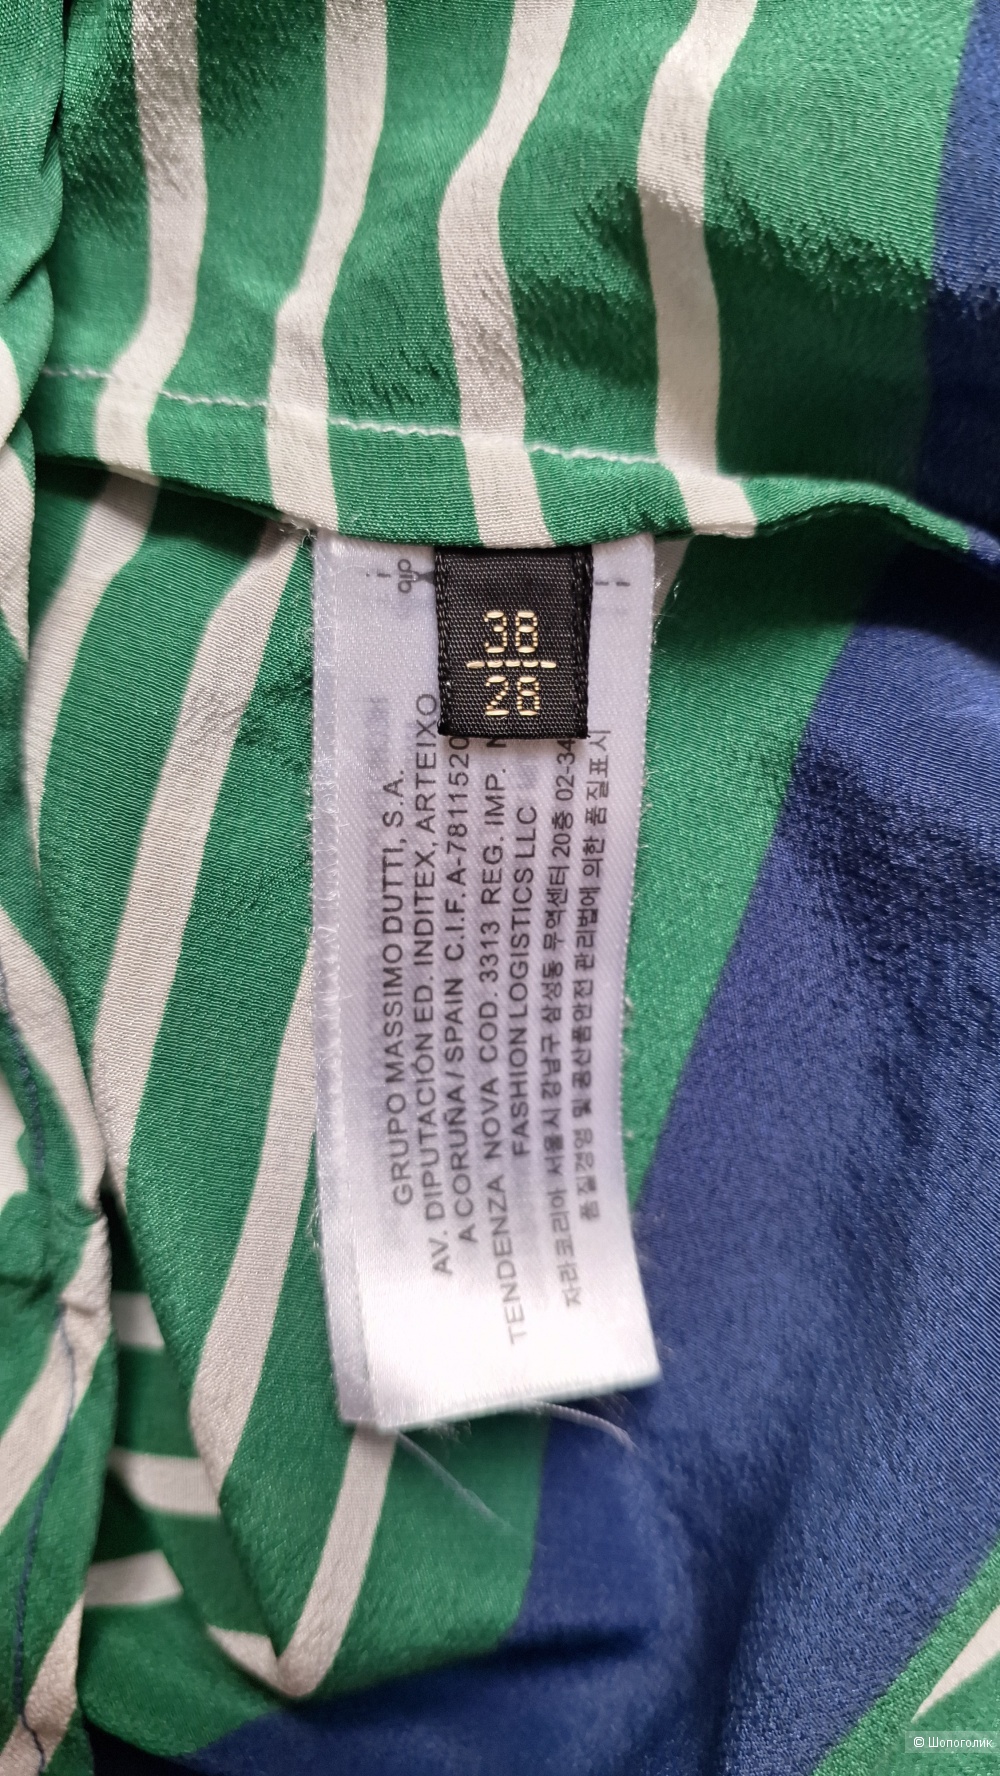 38
28
GRUPO MASSIMO DUTTI, S.A.
AV. DIPUTACIÓN ED. INDITEX, ARTEIXO
A CORUÑA / SPAIN C.I.F. A-7811520
TENDENZA NOVA COD. 3313 REG. IMP.
FASHION LOGISTICS LLC
자라코리아 서울시 강남구 삼성동 무역센터 20층 02-34
품질경영 및 공산품안전 관리법에 의한 품질표시
© Шопоголик